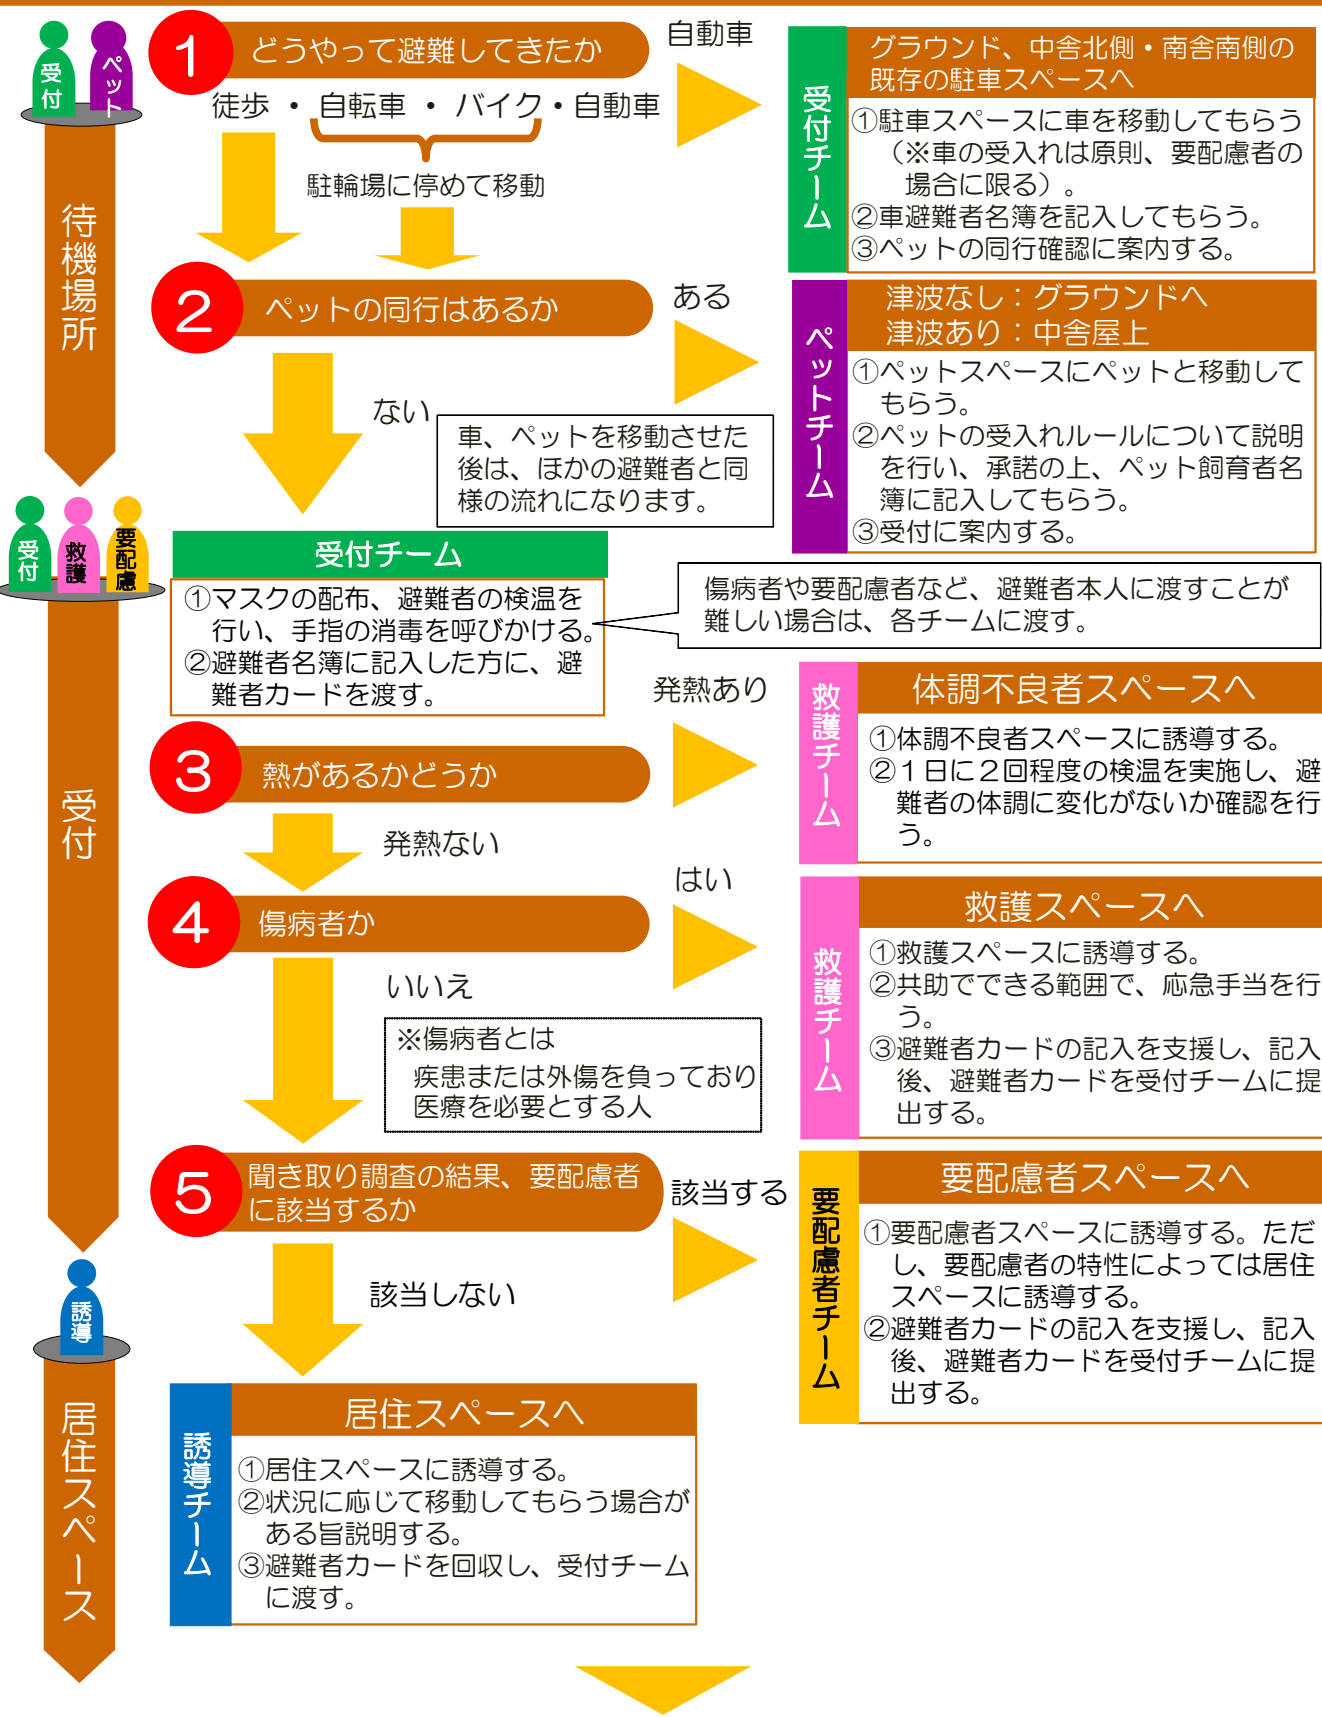 受付
ペット
待機場所
1
どうやって避難してきたか
自動車
徒歩 ・ 自転車 ・ バイク・自動車
駐輪場に停めて移動
受付チーム
グラウンド、中舎北側・南舎南側の
既存の駐車スペースへ
①駐車スペースに車を移動してもらう
（※車の受入れは原則、要配慮者の
場合に限る）。
②車避難者名簿を記入してもらう。
③ペットの同行確認に案内する。
2
ペットの同行はあるか
ある
ない
ペットチーム
津波なし：グラウンドへ
津波あり：中舎屋上
①ペットスペースにペットと移動して
もらう。
②ペットの受入れルールについて説明
を行い、承諾の上、ペット飼育者名
簿に記入してもらう。
③受付に案内する。
車、ペットを移動させた
後は、ほかの避難者と同
様の流れになります。
受付
救護
要配慮
受付
受付チーム
①マスクの配布、避難者の検温を
行い、手指の消毒を呼びかける。
②避難者名簿に記入した方に、避
難者カードを渡す。
傷病者や要配慮者など、避難者本人に渡すことが
難しい場合は、各チームに渡す。
3
熱があるかどうか
発熱あり
発熱ない
救護チーム
体調不良者スペースへ
①体調不良者スペースに誘導する。
②１日に２回程度の検温を実施し、避
難者の体調に変化がないか確認を行
う。
4
傷病者か
はい
いいえ
※傷病者とは
疾患または外傷を負っており
医療を必要とする人
救護チーム
救護スペースへ
①救護スペースに誘導する。
②共助でできる範囲で、応急手当を行
う。
③避難者カードの記入を支援し、記入
後、避難者カードを受付チームに提
出する。
5
聞き取り調査の結果、要配慮者
に該当するか
該当する
該当しない
要配慮者チーム
要配慮者スペースへ
①要配慮者スペースに誘導する。ただ
し、要配慮者の特性によっては居住
スペースに誘導する。
②避難者カードの記入を支援し、記入
後、避難者カードを受付チームに提
出する。
誘導
居住スペース
誘導チーム
居住スペースへ
①居住スペースに誘導する。
②状況に応じて移動してもらう場合が
ある旨説明する。
③避難者カードを回収し、受付チーム
に渡す。